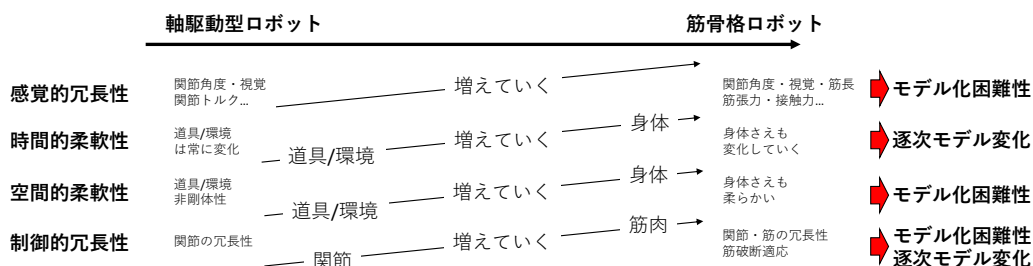 軸駆動型ロボット
筋骨格ロボット
感覚的冗長性
関節角度・視覚
関節トルク...
増えていく
関節角度・視覚・筋長
筋張力・接触力...
モデル化困難性
時間的柔軟性
道具/環境
は常に変化
道具/環境
増えていく
身体
身体さえも
変化していく
逐次モデル変化
空間的柔軟性
道具/環境
非剛体性
道具/環境
増えていく
身体
身体さえも
柔らかい
モデル化困難性
制御的冗長性
関節の冗長性
関節
増えていく
筋肉
関節・筋の冗長性
筋破断適応
モデル化困難性
逐次モデル変化